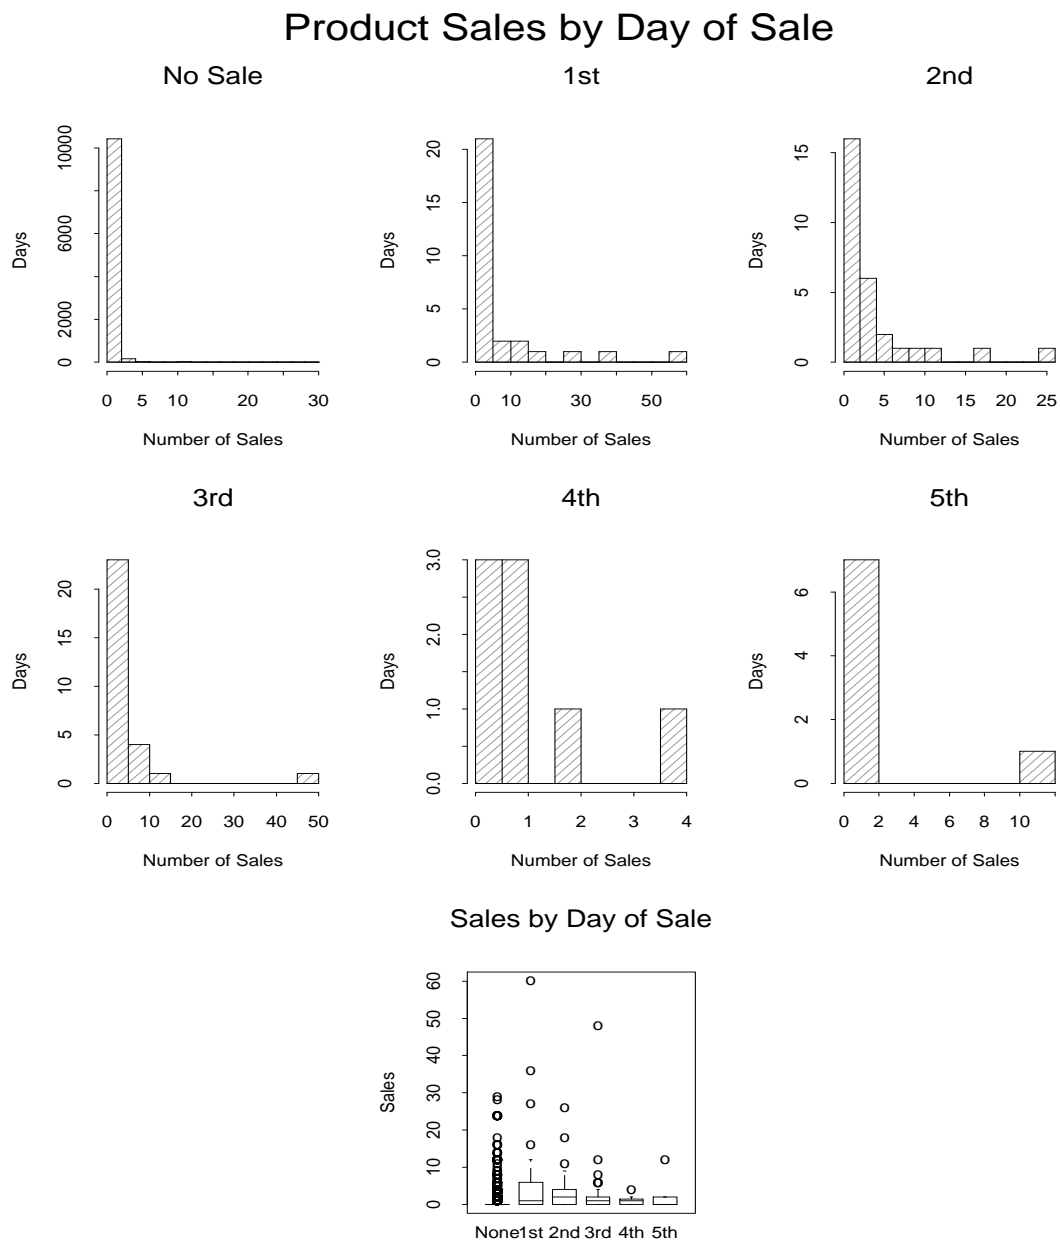 Product Sales by Day of Sale
No Sale
1st
2nd
Days
0 2000 6000 10000
0 5 10 20 30
Number of Sales
Days
0 5 10 15 20
0 10 30 50
Number of Sales
Days
0 5 10 15
0 5 10 15 20 25
Number of Sales
3rd
4th
5th
Days
0 5 10 15 20
0 10 20 30 40 50
Number of Sales
Days
0.0 1.0 2.0 3.0
0 1 2 3 4
Number of Sales
Days
0 2 4 6
0 2 4 6 8 10
Number of Sales
Sales by Day of Sale
Sales
0 10 20 30 40 50 60
None 1st 2nd 3rd 4th 5th